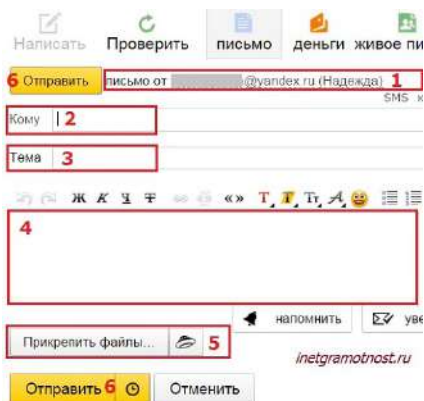 Написать Проверить письмо деньги живое пи
6 Отправить письмо от @yandex.ru (Надежда) 1
SMS к
Кому 2
Тема 3
Ж К Ч Т «» T T Tт A
4
напомнить уве
Прикрепить файлы... 5
inetgramotnost.ru
Отправить 6 Отменить